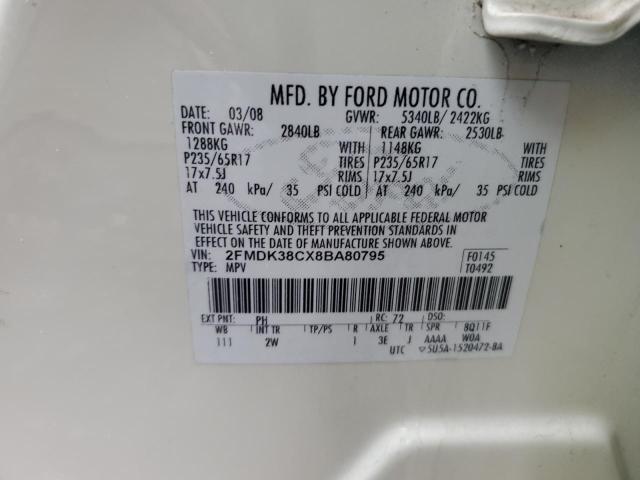 MFD. BY FORD MOTOR CO.
DATE: 03/08 GVWR: 5340LB/ 2422KG
FRONT GAWR: 2840LB REAR GAWR: 2530LB
1288KG WITH 1148KG WITH
P235/65R17 TIRES P235/65R17 TIRES
17x7.5J RIMS 17x7.5J RIMS
AT 240 kPa/ 35 PSI COLD AT 240 kPa/ 35 PSI COLD
THIS VEHICLE CONFORMS TO ALL APPLICABLE FEDERAL MOTOR
VEHICLE SAFETY AND THEFT PREVENTION STANDARDS IN
EFFECT ON THE DATE OF MANUFACTURE SHOWN ABOVE.
VIN: 2FMDK38CX8BA80795 F0145
TYPE: MPV T0492
EXT PNT: PH RC: 72 DSO:
WB INT TR TP/PS R AXLE TR SPR 8Q11F
111 2W 1 3E J AAAA W0A
UTC ▽5U5A-1520472-BA